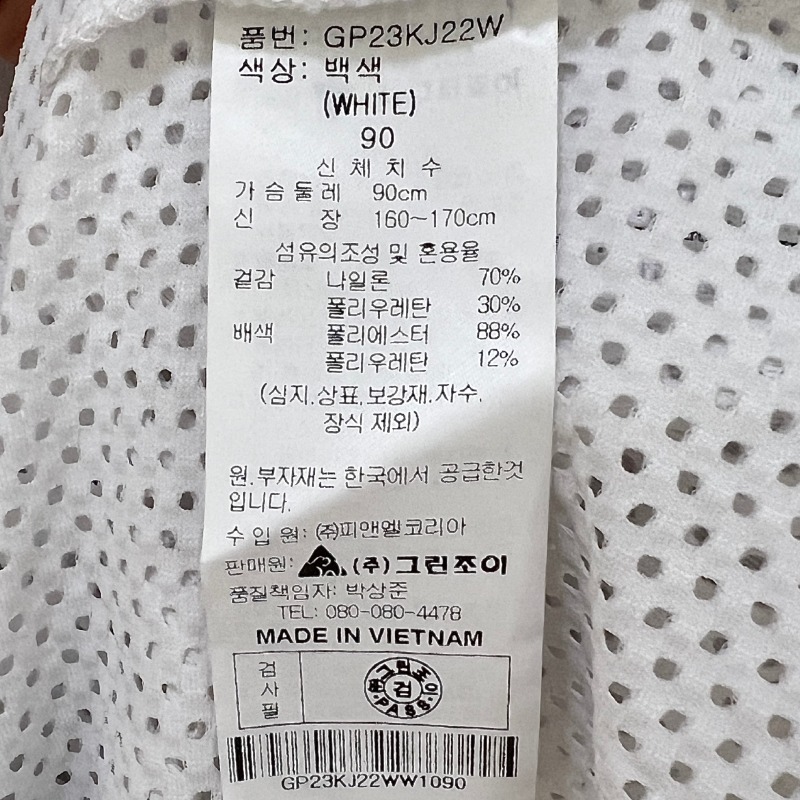 품번: GP23KJ22W
색상: 백색
(WHITE)
90
신 체 치 수
가 슴 둘 레 90cm
신 장 160~170cm
섬유의조성 및 혼용율
겉감 나일론 70%
폴리우레탄 30%
배색 폴리에스터 88%
폴리우레탄 12%
(심지.상표.보강재.자수.
장식 제외)
원.부자재는 한국에서 공급한것
입니다.
수 입 원: ㈜피앤엘코리아
판매원: (주)그린조이
품질책임자: 박상준
TEL: 080-080-4478
MADE IN VIETNAM
검사필
검
PASS
GP23KJ22WW1090